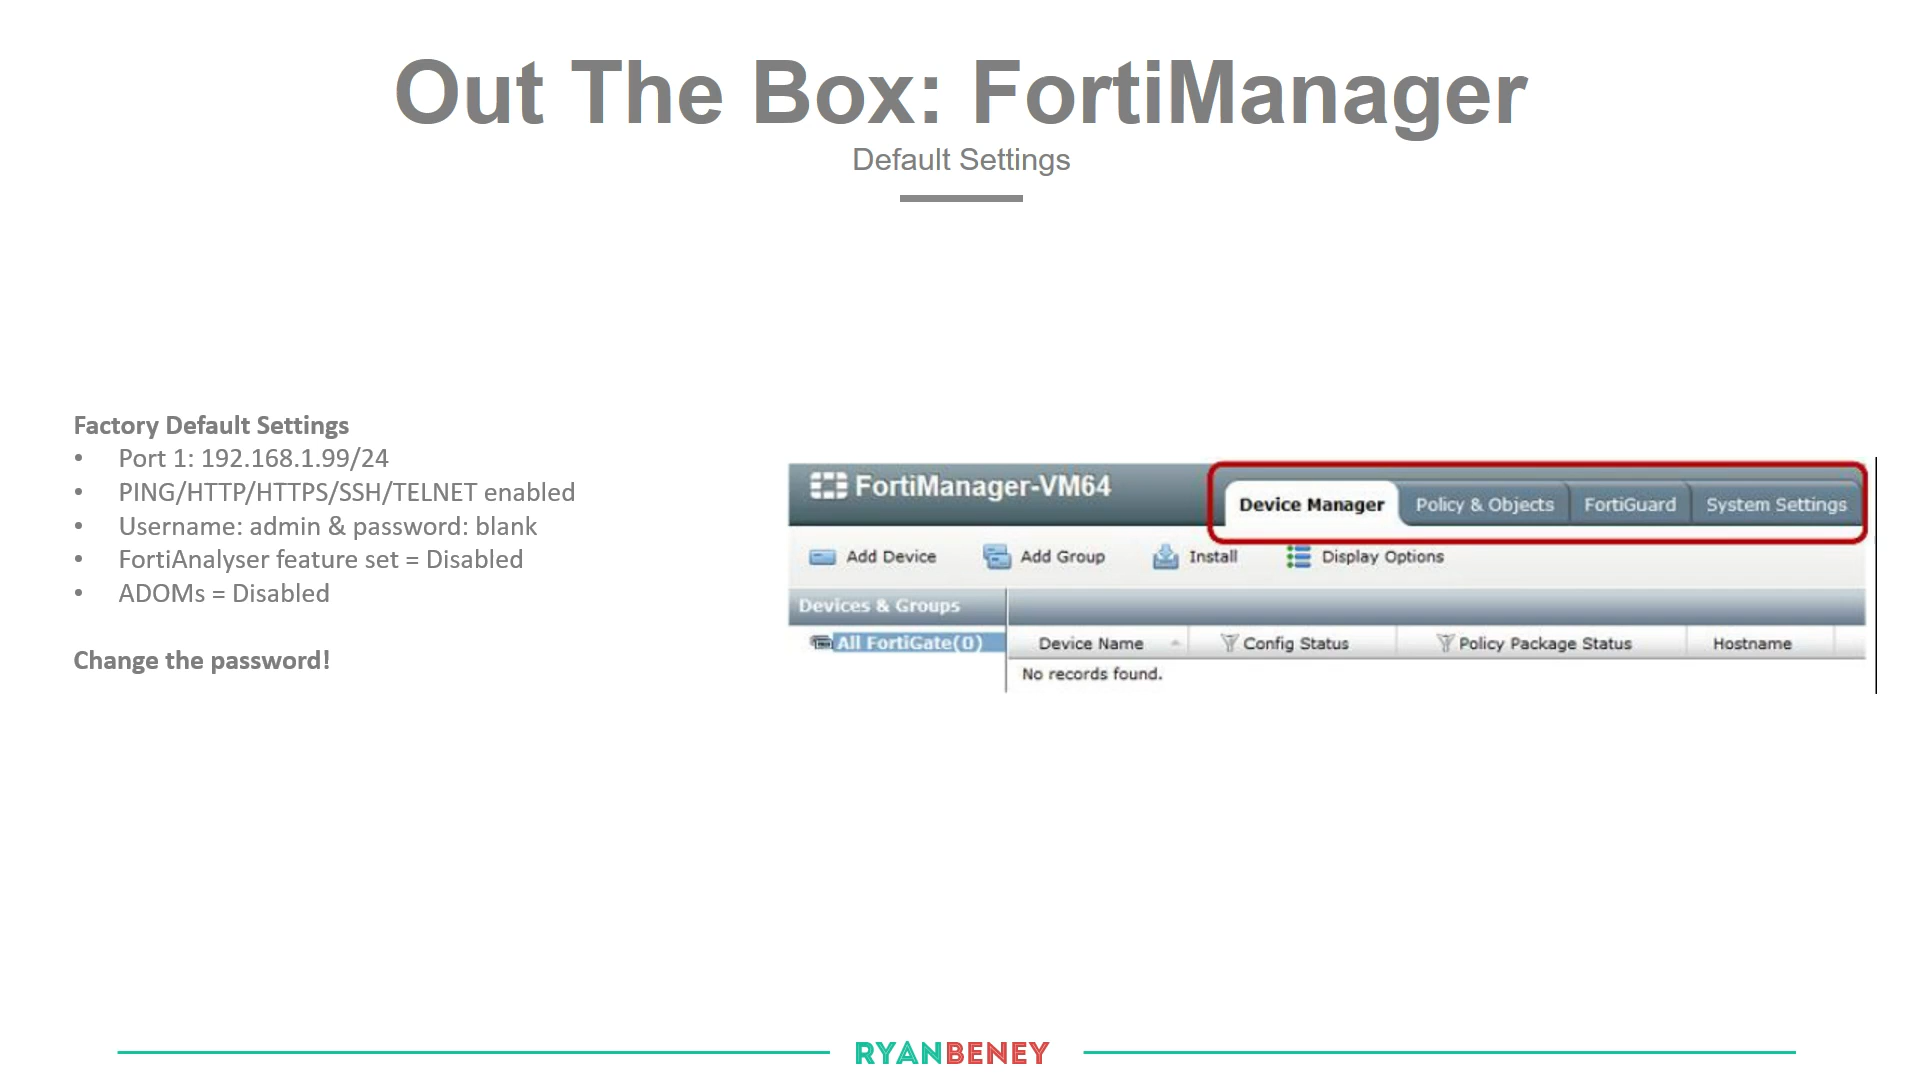 Out The Box: FortiManager
Default Settings
Factory Default Settings
• Port 1: 192.168.1.99/24
• PING/HTTP/HTTPS/SSH/TELNET enabled
• Username: admin & password: blank
• FortiAnalyser feature set = Disabled
• ADOMs = Disabled
Change the password!
FortiManager-VM64
Device Manager Policy & Objects FortiGuard System Settings
Add Device Add Group Install Display Options
Devices & Groups
All FortiGate(0) Device Name Config Status Policy Package Status Hostname
No records found.
RYANBENEY